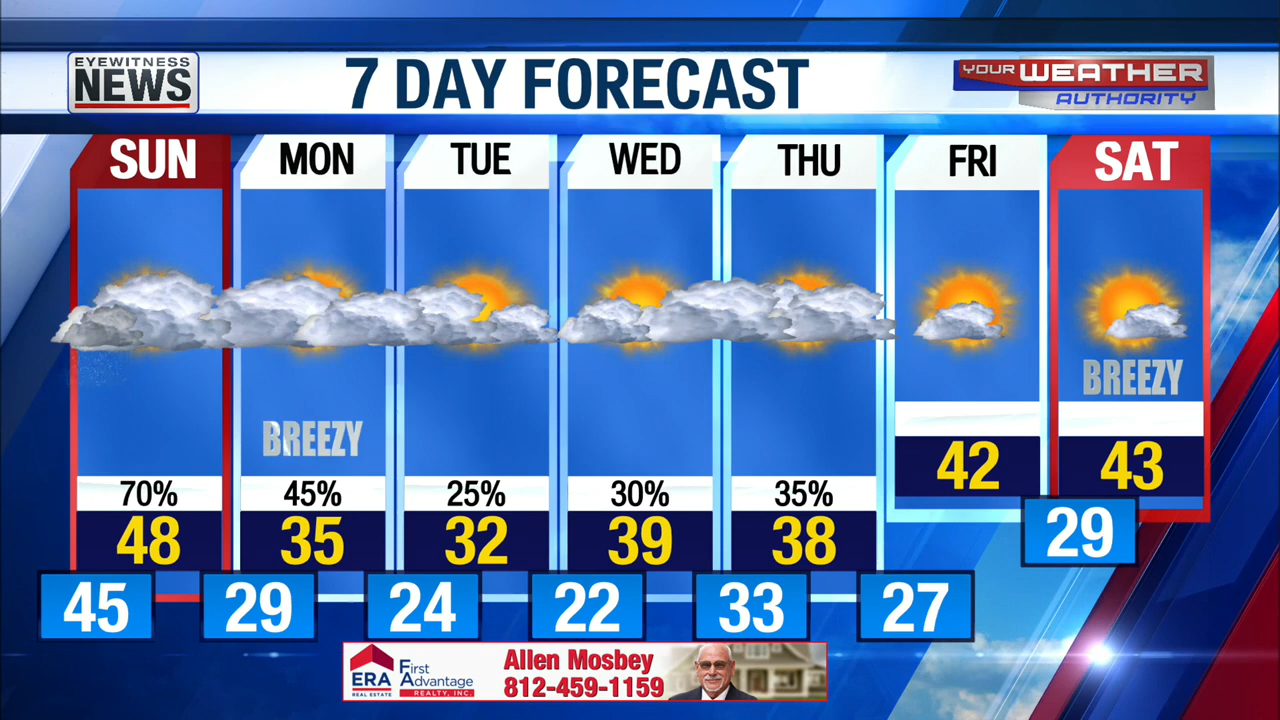 EYEWITNESS
NEWS
7 DAY FORECAST
YOUR WEATHER
AUTHORITY
SUN MON TUE WED THU FRI SAT
BREEZY
BREEZY
70% 45% 25% 30% 35%
42 43
48 35 32 39 38
29
45 29 24 22 33 27
ERA
REAL ESTATE
First
Advantage
REALTY, INC.
Allen Mosbey
812-459-1159